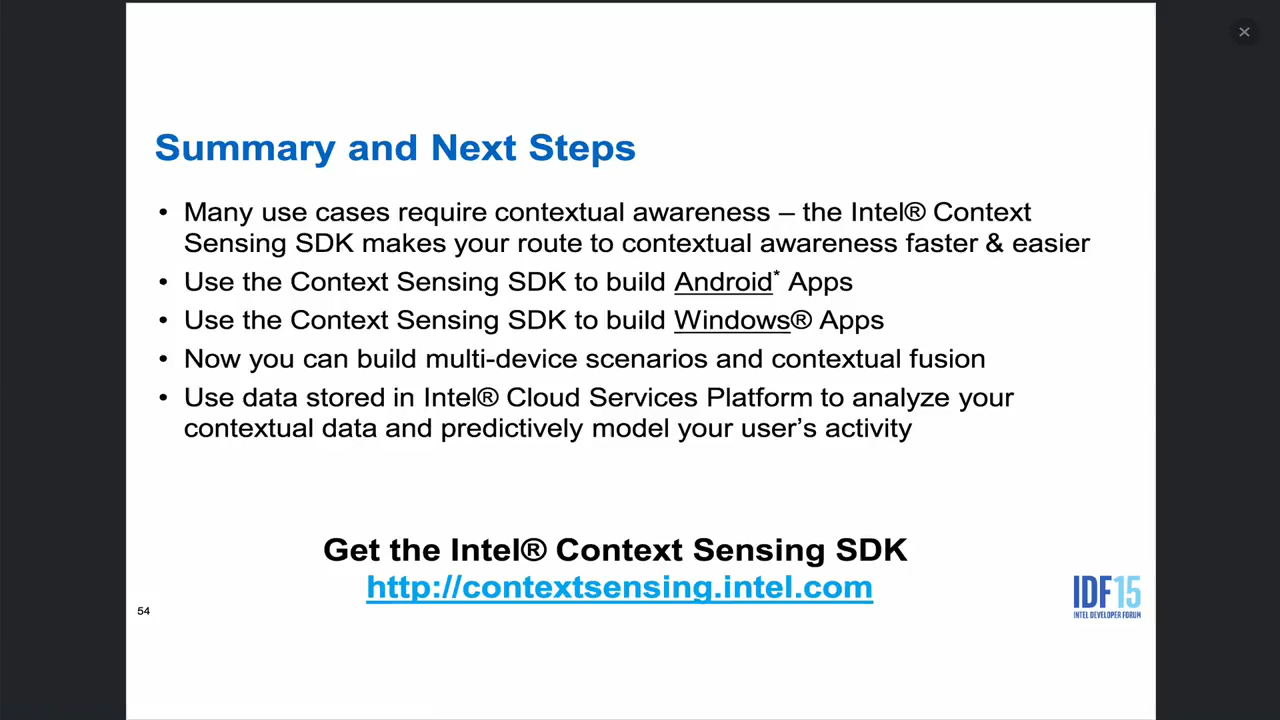 Summary and Next Steps
• Many use cases require contextual awareness – the Intel® Context
Sensing SDK makes your route to contextual awareness faster & easier
• Use the Context Sensing SDK to build Android* Apps
• Use the Context Sensing SDK to build Windows® Apps
• Now you can build multi-device scenarios and contextual fusion
• Use data stored in Intel® Cloud Services Platform to analyze your
contextual data and predictively model your user’s activity
Get the Intel® Context Sensing SDK
http://contextsensing.intel.com
54
IDF15
INTEL DEVELOPER FORUM